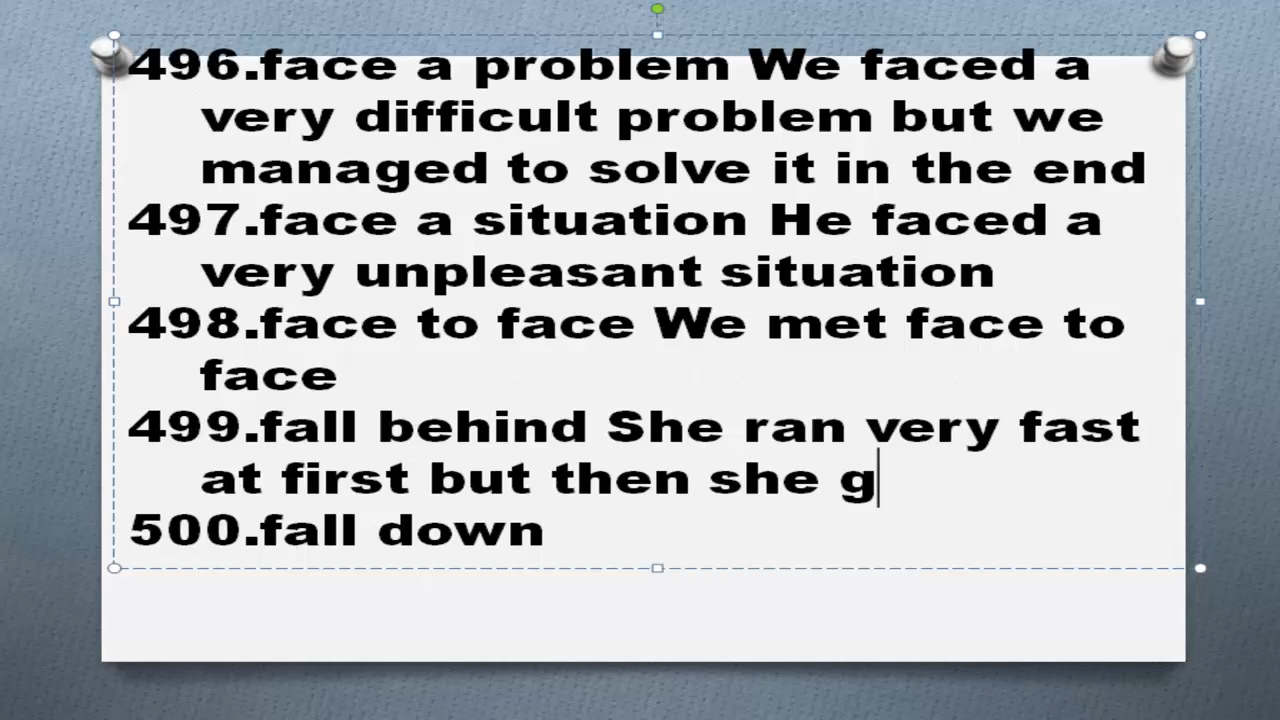 496.face a problem We faced a
very difficult problem but we
managed to solve it in the end
497.face a situation He faced a
very unpleasant situation
498.face to face We met face to
face
499.fall behind She ran very fast
at first but then she g
500.fall down